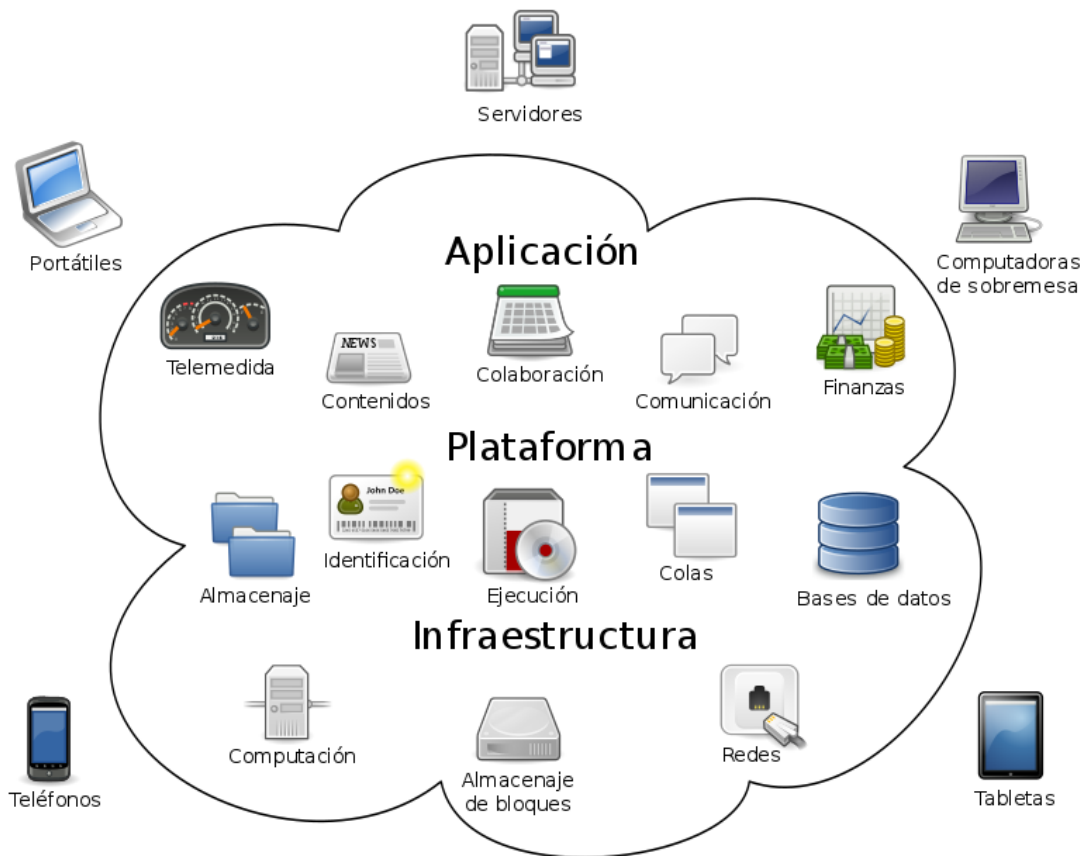 Servidores
Portátiles
Computadoras
de sobremesa
Aplicación
Telemedida
NEWS
Contenidos
Colaboración
Comunicación
Finanzas
Plataforma
Almacenaje
John Doe
Identificación
Ejecución
Colas
Bases de datos
Infraestructura
Computación
Almacenaje
de bloques
Redes
Teléfonos
Tabletas